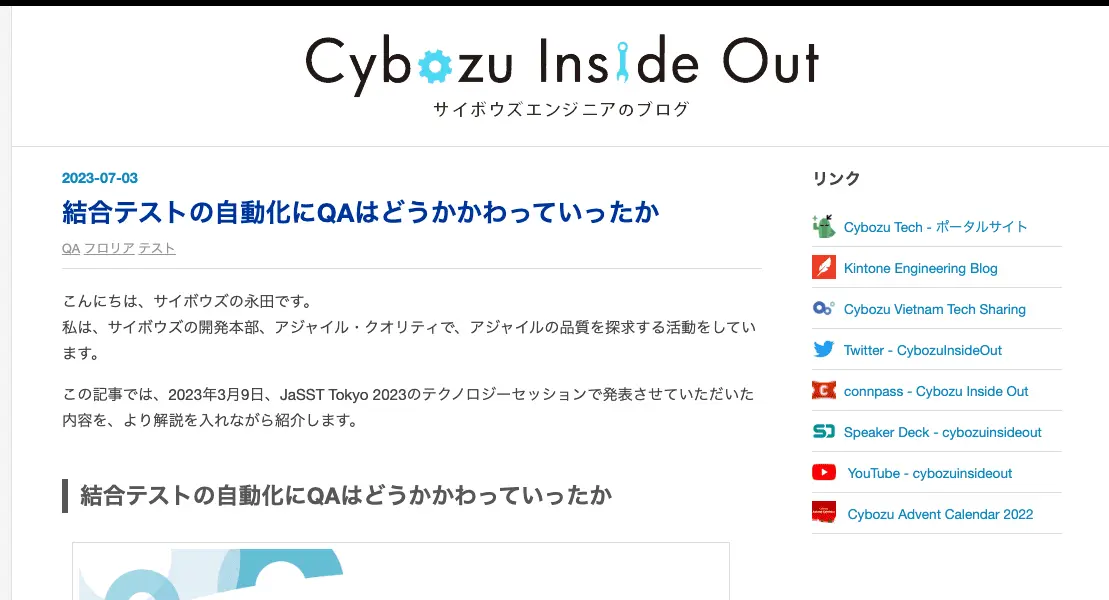 Cybozu Inside Out
サイボウズエンジニアのブログ
2023-07-03
結合テストの自動化にQAはどうかかわっていったか
QA フロリア テスト
こんにちは、サイボウズの永田です。
私は、サイボウズの開発本部、アジャイル・クオリティで、アジャイルの品質を探求する活動をしてい
ます。
この記事では、2023年3月9日、JaSST Tokyo 2023のテクノロジーセッションで発表させていただいた
内容を、より解説を入れながら紹介します。
結合テストの自動化にQAはどうかかわっていったか
リンク
Cybozu Tech - ポータルサイト
Kintone Engineering Blog
Cybozu Vietnam Tech Sharing
Twitter - CybozuInsideOut
connpass - Cybozu Inside Out
Speaker Deck - cybozuinsideout
YouTube - cybozuinsideout
Cybozu Advent Calendar 2022